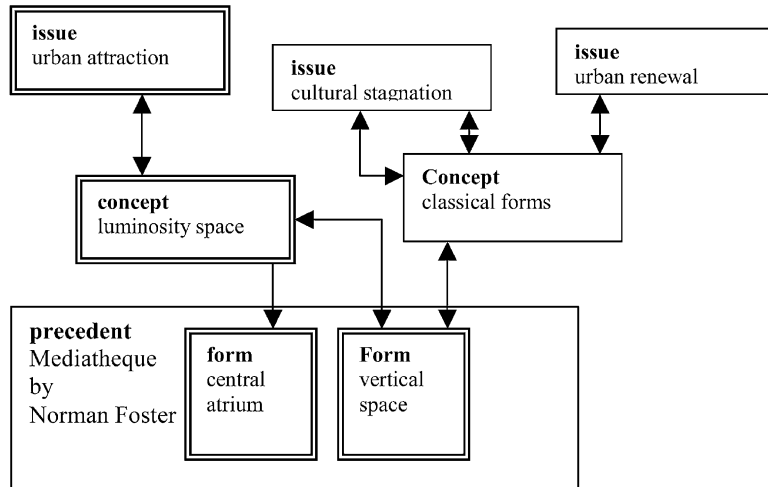 issue
urban attraction
issue
cultural stagnation
issue
urban renewal
concept
luminosity space
Concept
classical forms
precedent
Mediatheque
by
Norman Foster
form
central
atrium
Form
vertical
space